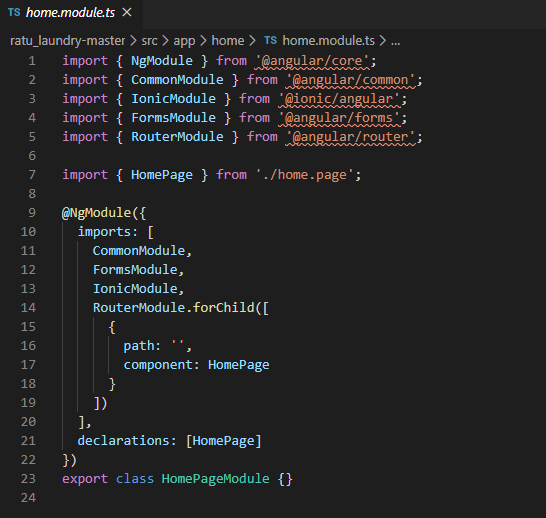 TS home.module.ts ×
ratu_laundry-master > src > app > home > TS home.module.ts > ...
1 import { NgModule } from '@angular/core';
2 import { CommonModule } from '@angular/common';
3 import { IonicModule } from '@ionic/angular';
4 import { FormsModule } from '@angular/forms';
5 import { RouterModule } from '@angular/router';
6
7 import { HomePage } from './home.page';
8
9 @NgModule({
10   imports: [
11     CommonModule,
12     FormsModule,
13     IonicModule,
14     RouterModule.forChild([
15       {
16         path: '',
17         component: HomePage
18       }
19     ])
20   ],
21   declarations: [HomePage]
22 })
23 export class HomePageModule {}
24